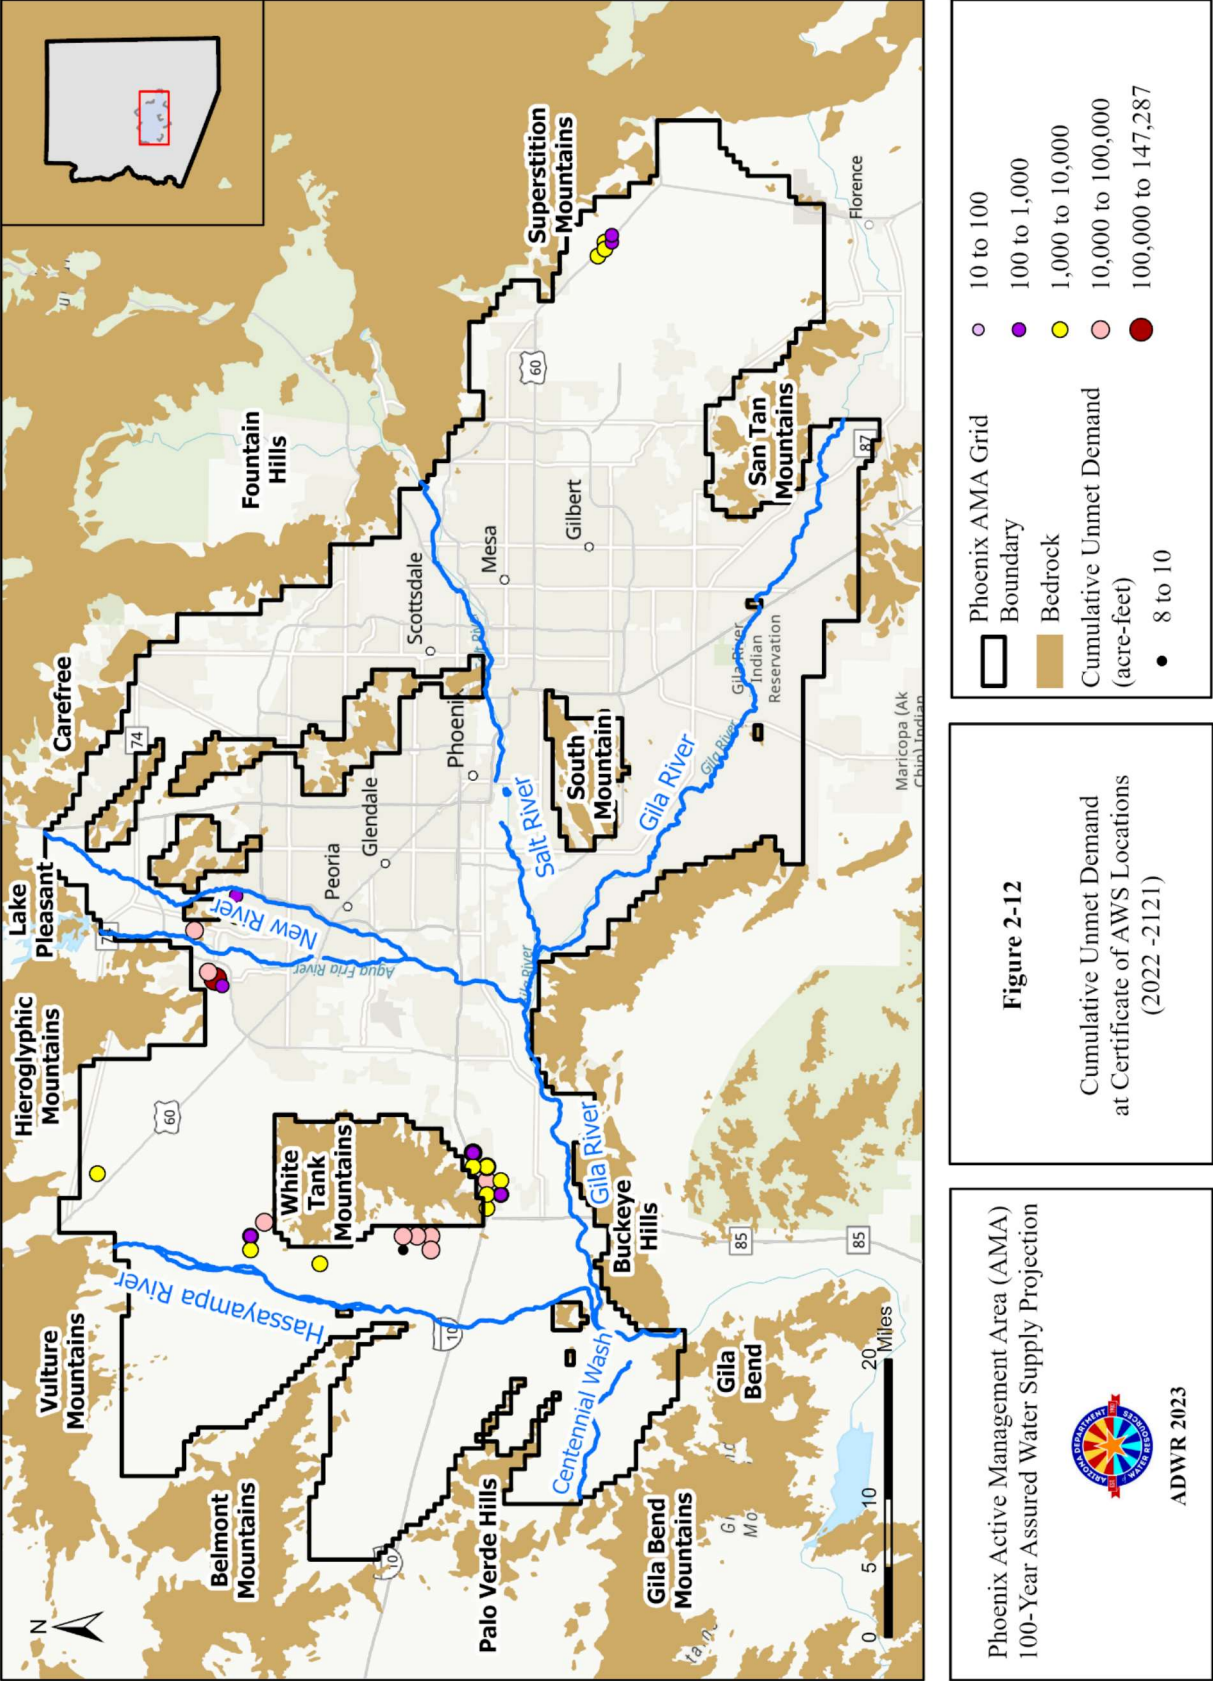 N
Vulture
Mountains
Hieroglyphic
Mountains
Lake
Pleasant
Carefree
74
74
60
Belmont
Mountains
Hassayampa River
White
Tank
Mountains
New River
Agua Fria River
Peoria
Glendale
Fountain
Hills
Phoenix
Scottsdale
Mesa
Gilbert
60
Superstition
Mountains
10
10
Palo Verde Hills
Centennial Wash
Gila River
Buckeye
Hills
Salt River
South
Mountain
Gila River
Gila River
Gila River
Indian
Reservation
San Tan
Mountains
87
Florence
Gila Bend
Mountains
Gila
Bend
85
85
Maricopa (Ak
Chin) Indian
0
5
10
20
Miles
Phoenix Active Management Area (AMA)
100-Year Assured Water Supply Projection
ARIZONA DEPARTMENT
WATER RESOURCES
ADWR 2023
Figure 2-12
Cumulative Unmet Demand
at Certificate of AWS Locations
(2022 -2121)
Phoenix AMA Grid
Boundary
Bedrock
Cumulative Unmet Demand
(acre-feet)
8 to 10
10 to 100
100 to 1,000
1,000 to 10,000
10,000 to 100,000
100,000 to 147,287